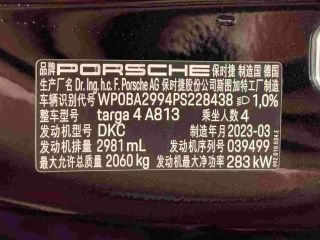 品牌 PORSCHE 保时捷 制造国 德国
厂名 Dr. Ing. h.c. F. Porsche AG 保时捷股份公司斯图加特工厂制造
车辆识别代号 WP0BA2994PS228438 1,0%
整车型号 targa 4 A813 乘坐人数 4
发动机型号 DKC 制造年月 2023-03
发动机排量 2981 mL 发动机序号 039499
最大允许总质量 2060 kg 发动机最大净功率 283 kW